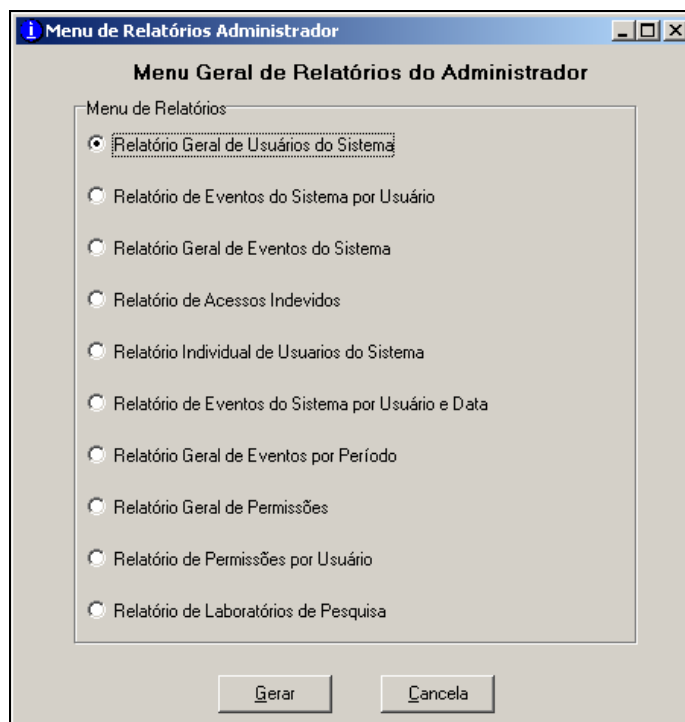 Menu de Relatórios Administrador
Menu Geral de Relatórios do Administrador
Menu de Relatórios
Relatório Geral de Usuários do Sistema
Relatório de Eventos do Sistema por Usuário
Relatório Geral de Eventos do Sistema
Relatório de Acessos Indevidos
Relatório Individual de Usuarios do Sistema
Relatório de Eventos do Sistema por Usuário e Data
Relatório Geral de Eventos por Período
Relatório Geral de Permissões
Relatório de Permissões por Usuário
Relatório de Laboratórios de Pesquisa
Gerar Cancela